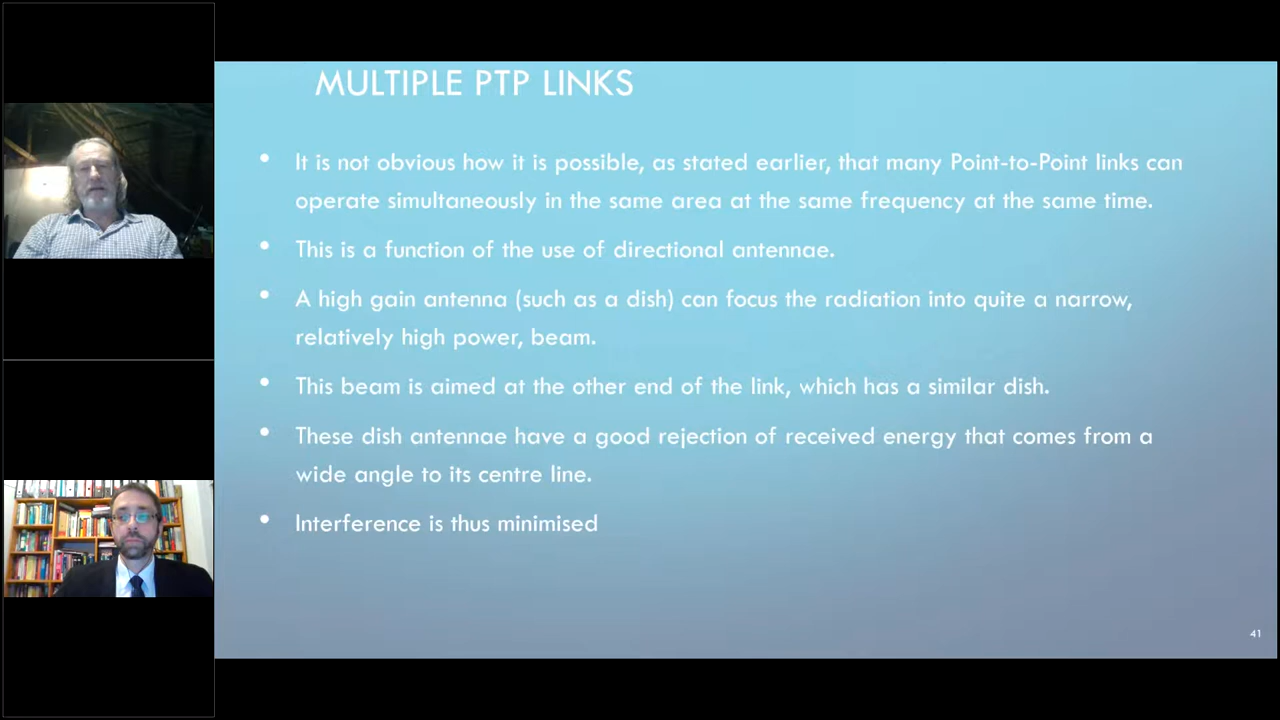 MULTIPLE PTP LINKS
• It is not obvious how it is possible, as stated earlier, that many Point-to-Point links can
operate simultaneously in the same area at the same frequency at the same time.
• This is a function of the use of directional antennae.
• A high gain antenna (such as a dish) can focus the radiation into quite a narrow,
relatively high power, beam.
• This beam is aimed at the other end of the link, which has a similar dish.
• These dish antennae have a good rejection of received energy that comes from a
wide angle to its centre line.
• Interference is thus minimised
41